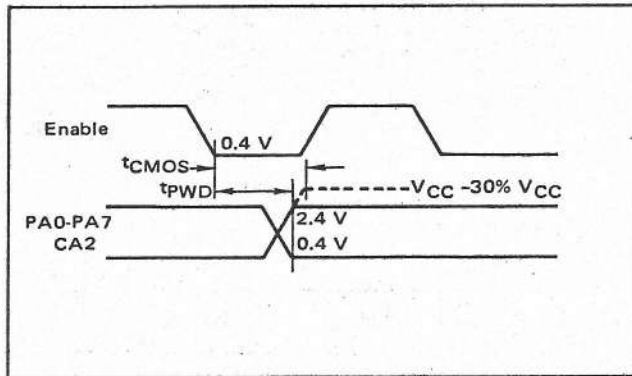 Enable
0.4 V
tCMOS
tPWD
VCC -30% VCC
PA0-PA7
CA2
2.4 V
0.4 V